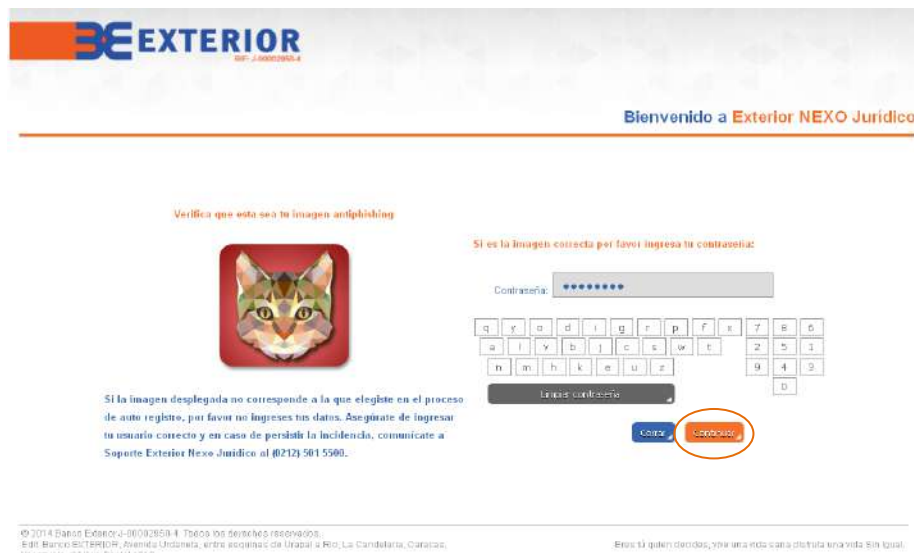 EXTERIOR
RIF: J-00002950-4
Bienvenido a Exterior NEXO Jurídico
Verifica que esta sea tu imagen antiphishing
Si es la imagen correcta por favor ingresa tu contraseña:
Contraseña:
q y o d i g r p f x 7 8 6
a l v b j c s w t 2 5 1
n m h k e u z 9 4 3
0
Limpiar contraseña
Cerrar Continuar
Si la imagen desplegada no corresponde a la que elegiste en el proceso
de auto registro, por favor no ingreses tus datos. Asegúrate de ingresar
tu usuario correcto y en caso de persistir la incidencia, comunícate a
Soporte Exterior Nexo Jurídico al (0212) 501 5500.
© 2014 Banco Exterior J-00002950-4. Todos los derechos reservados.
Edif. Banco EXTERIOR, Avenida Urdaneta, entre esquinas de Urapal a Río, La Candelaria, Caracas,
Eres tú quien decides, vive una vida sana disfruta una vida Sin Igual.